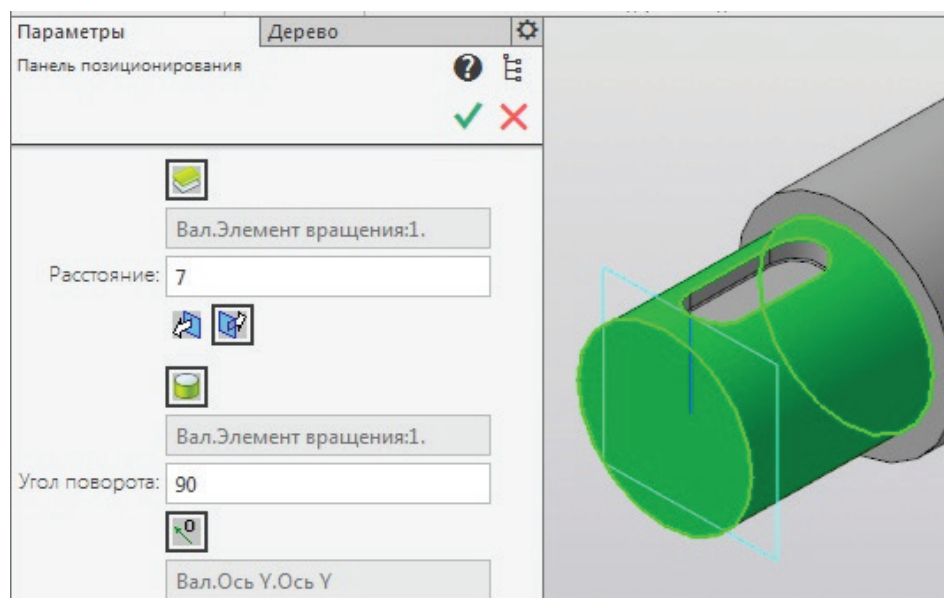 Параметры
Дерево
Панель позиционирования
?
Вал.Элемент вращения:1.
Расстояние: 7
Вал.Элемент вращения:1.
Угол поворота: 90
0
Вал.Ось Y.Ось Y